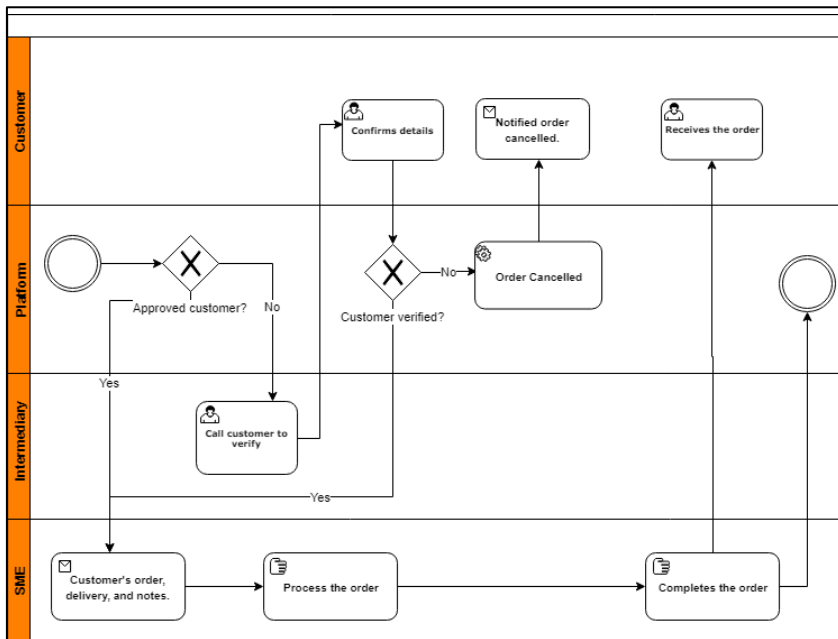 Customer
Confirms details
Notified order
cancelled.
Receives the order
Platform
Approved customer?
No
Customer verified?
No
Order Cancelled
Yes
Intermediary
Call customer to
verify
Yes
SME
Customer's order,
delivery, and notes.
Process the order
Completes the order